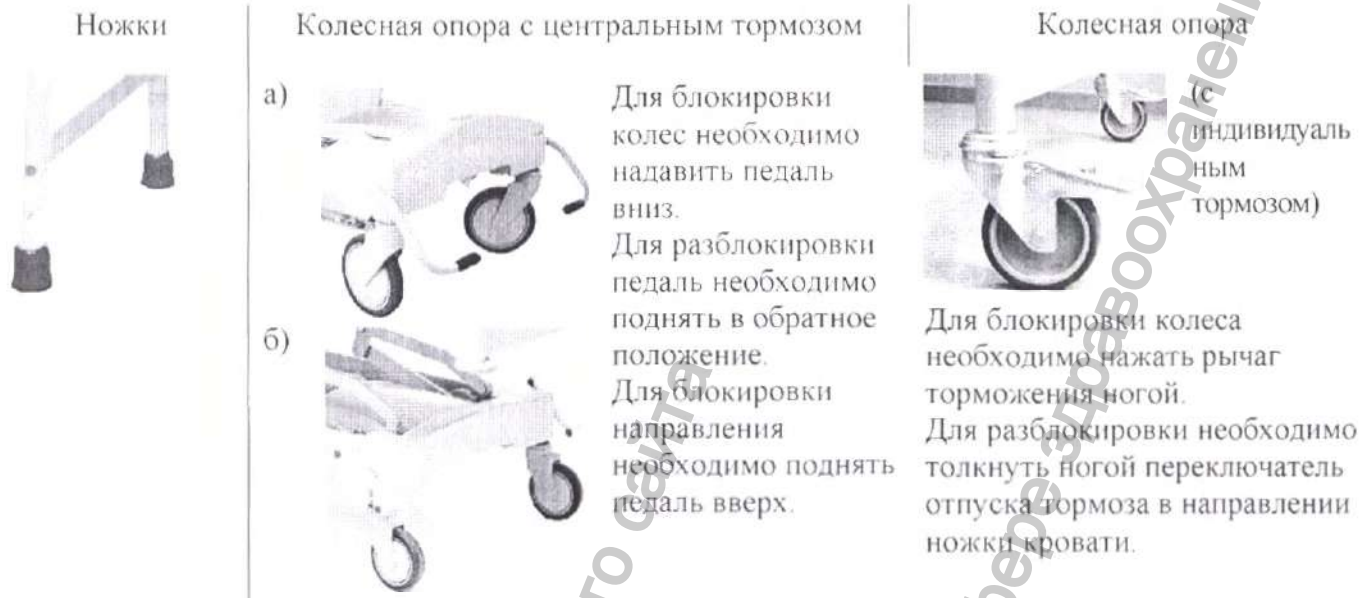 Ножки
Колесная опора с центральным тормозом
а)
Для блокировки
колес необходимо
надавить педаль
вниз.
Для разблокировки
педаль необходимо
поднять в обратное
положение.
б)
Для блокировки
направления
необходимо поднять
педаль вверх.
Колесная опора
(с
индивидуаль
ным
тормозом)
Для блокировки колеса
необходимо нажать рычаг
торможения ногой.
Для разблокировки необходимо
толкнуть ногой переключатель
отпуска тормоза в направлении
ножки кровати.
сайта